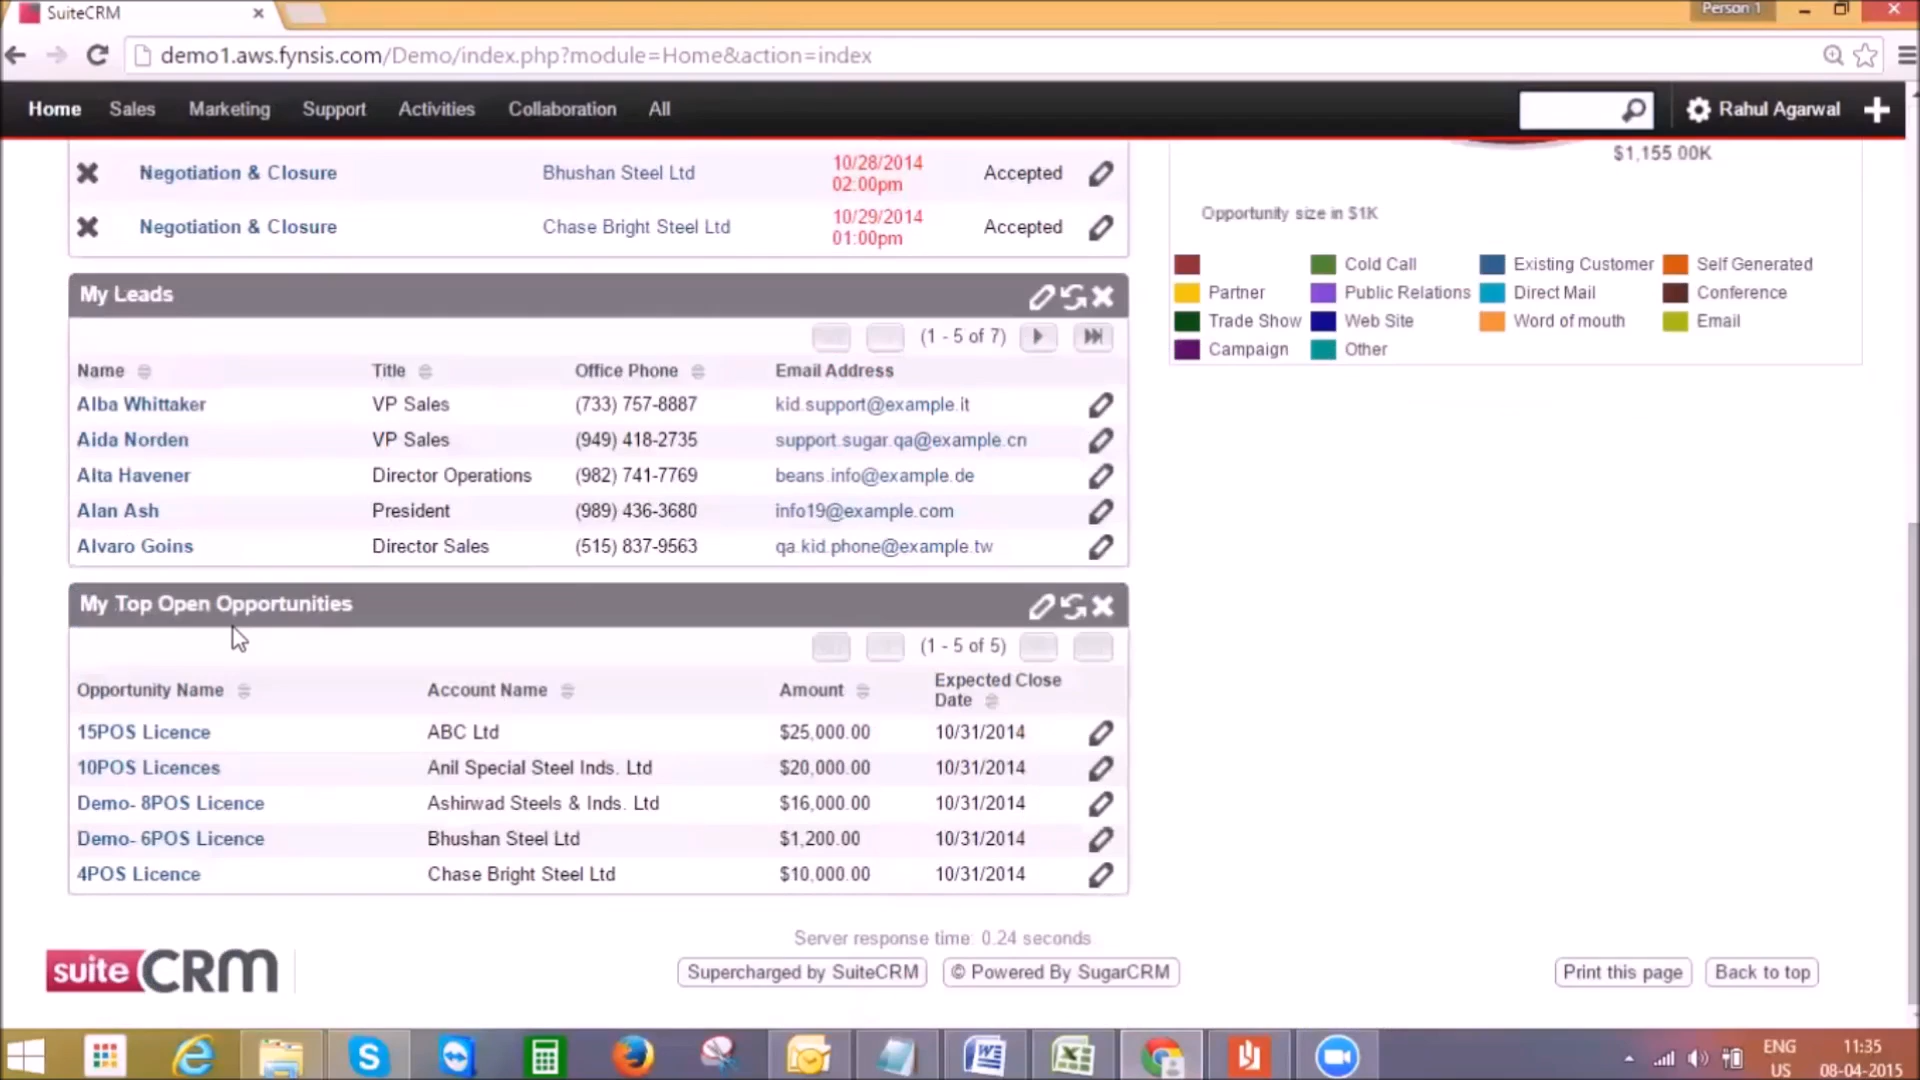 SuiteCRM
Person 1
demo1.aws.fynsis.com/Demo/index.php?module=Home&action=index
Home Sales Marketing Support Activities Collaboration All
Rahul Agarwal
Negotiation & Closure Bhushan Steel Ltd 10/28/2014 02:00pm Accepted
Negotiation & Closure Chase Bright Steel Ltd 10/29/2014 01:00pm Accepted
My Leads
(1 - 5 of 7)
Name Title Office Phone Email Address
Alba Whittaker VP Sales (733) 757-8887 kid.support@example.it
Aida Norden VP Sales (949) 418-2735 support.sugar.qa@example.cn
Alta Havener Director Operations (982) 741-7769 beans.info@example.de
Alan Ash President (989) 436-3680 info19@example.com
Alvaro Goins Director Sales (515) 837-9563 qa.kid.phone@example.tw
My Top Open Opportunities
(1 - 5 of 5)
Opportunity Name Account Name Amount Expected Close Date
15POS Licence ABC Ltd $25,000.00 10/31/2014
10POS Licences Anil Special Steel Inds. Ltd $20,000.00 10/31/2014
Demo- 8POS Licence Ashirwad Steels & Inds. Ltd $16,000.00 10/31/2014
Demo- 6POS Licence Bhushan Steel Ltd $1,200.00 10/31/2014
4POS Licence Chase Bright Steel Ltd $10,000.00 10/31/2014
$1,155.00K
Opportunity size in $1K
Cold Call Existing Customer Self Generated
Partner Public Relations Direct Mail Conference
Trade Show Web Site Word of mouth Email
Campaign Other
Server response time: 0.24 seconds
suiteCRM
Supercharged by SuiteCRM © Powered By SugarCRM Print this page Back to top
ENG 11:35
US 08-04-2015